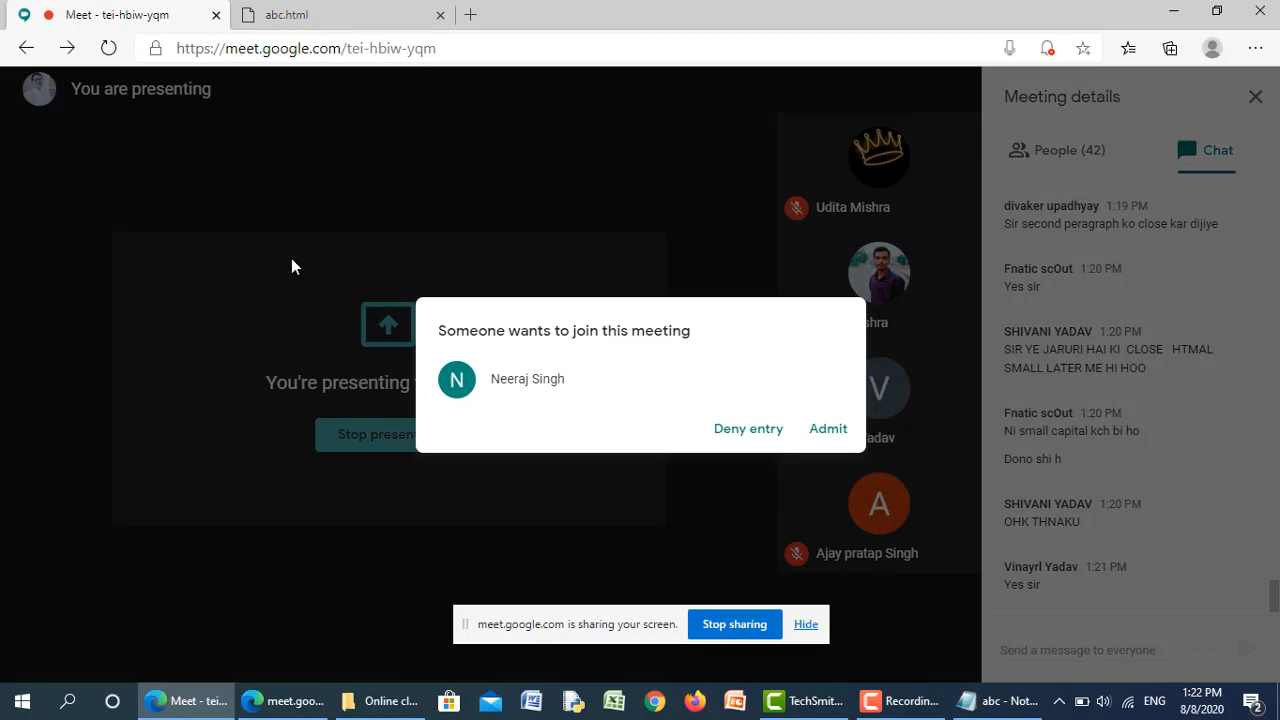 Meet - tei-hbiw-yqm
abc.html
https://meet.google.com/tei-hbiw-yqm
You are presenting
Meeting details
People (42)
Chat
Udita Mishra
divaker upadhyay 1:19 PM
Sir second paragraph ko close kar dijiye
Fnatic scOut 1:20 PM
Yes sir
SHIVANI YADAV 1:20 PM
SIR YE JARURI HAI KI CLOSE HTMAL
SMALL LATER ME HI HOO
Fnatic scOut 1:20 PM
Ni small capital kch bi ho
Dono shi h
SHIVANI YADAV 1:20 PM
OHK THNAKU
Vinayrl Yadav 1:21 PM
Yes sir
Send a message to everyone
Someone wants to join this meeting
N
Neeraj Singh
Deny entry
Admit
You're presenting
Stop present
shra
V
adav
A
Ajay pratap Singh
meet.google.com is sharing your screen.
Stop sharing
Hide
Meet - tei-...
meet.goo...
Online cl...
TechSmit...
Recordin...
abc - Not...
ENG
1:22 PM
8/8/2020
2